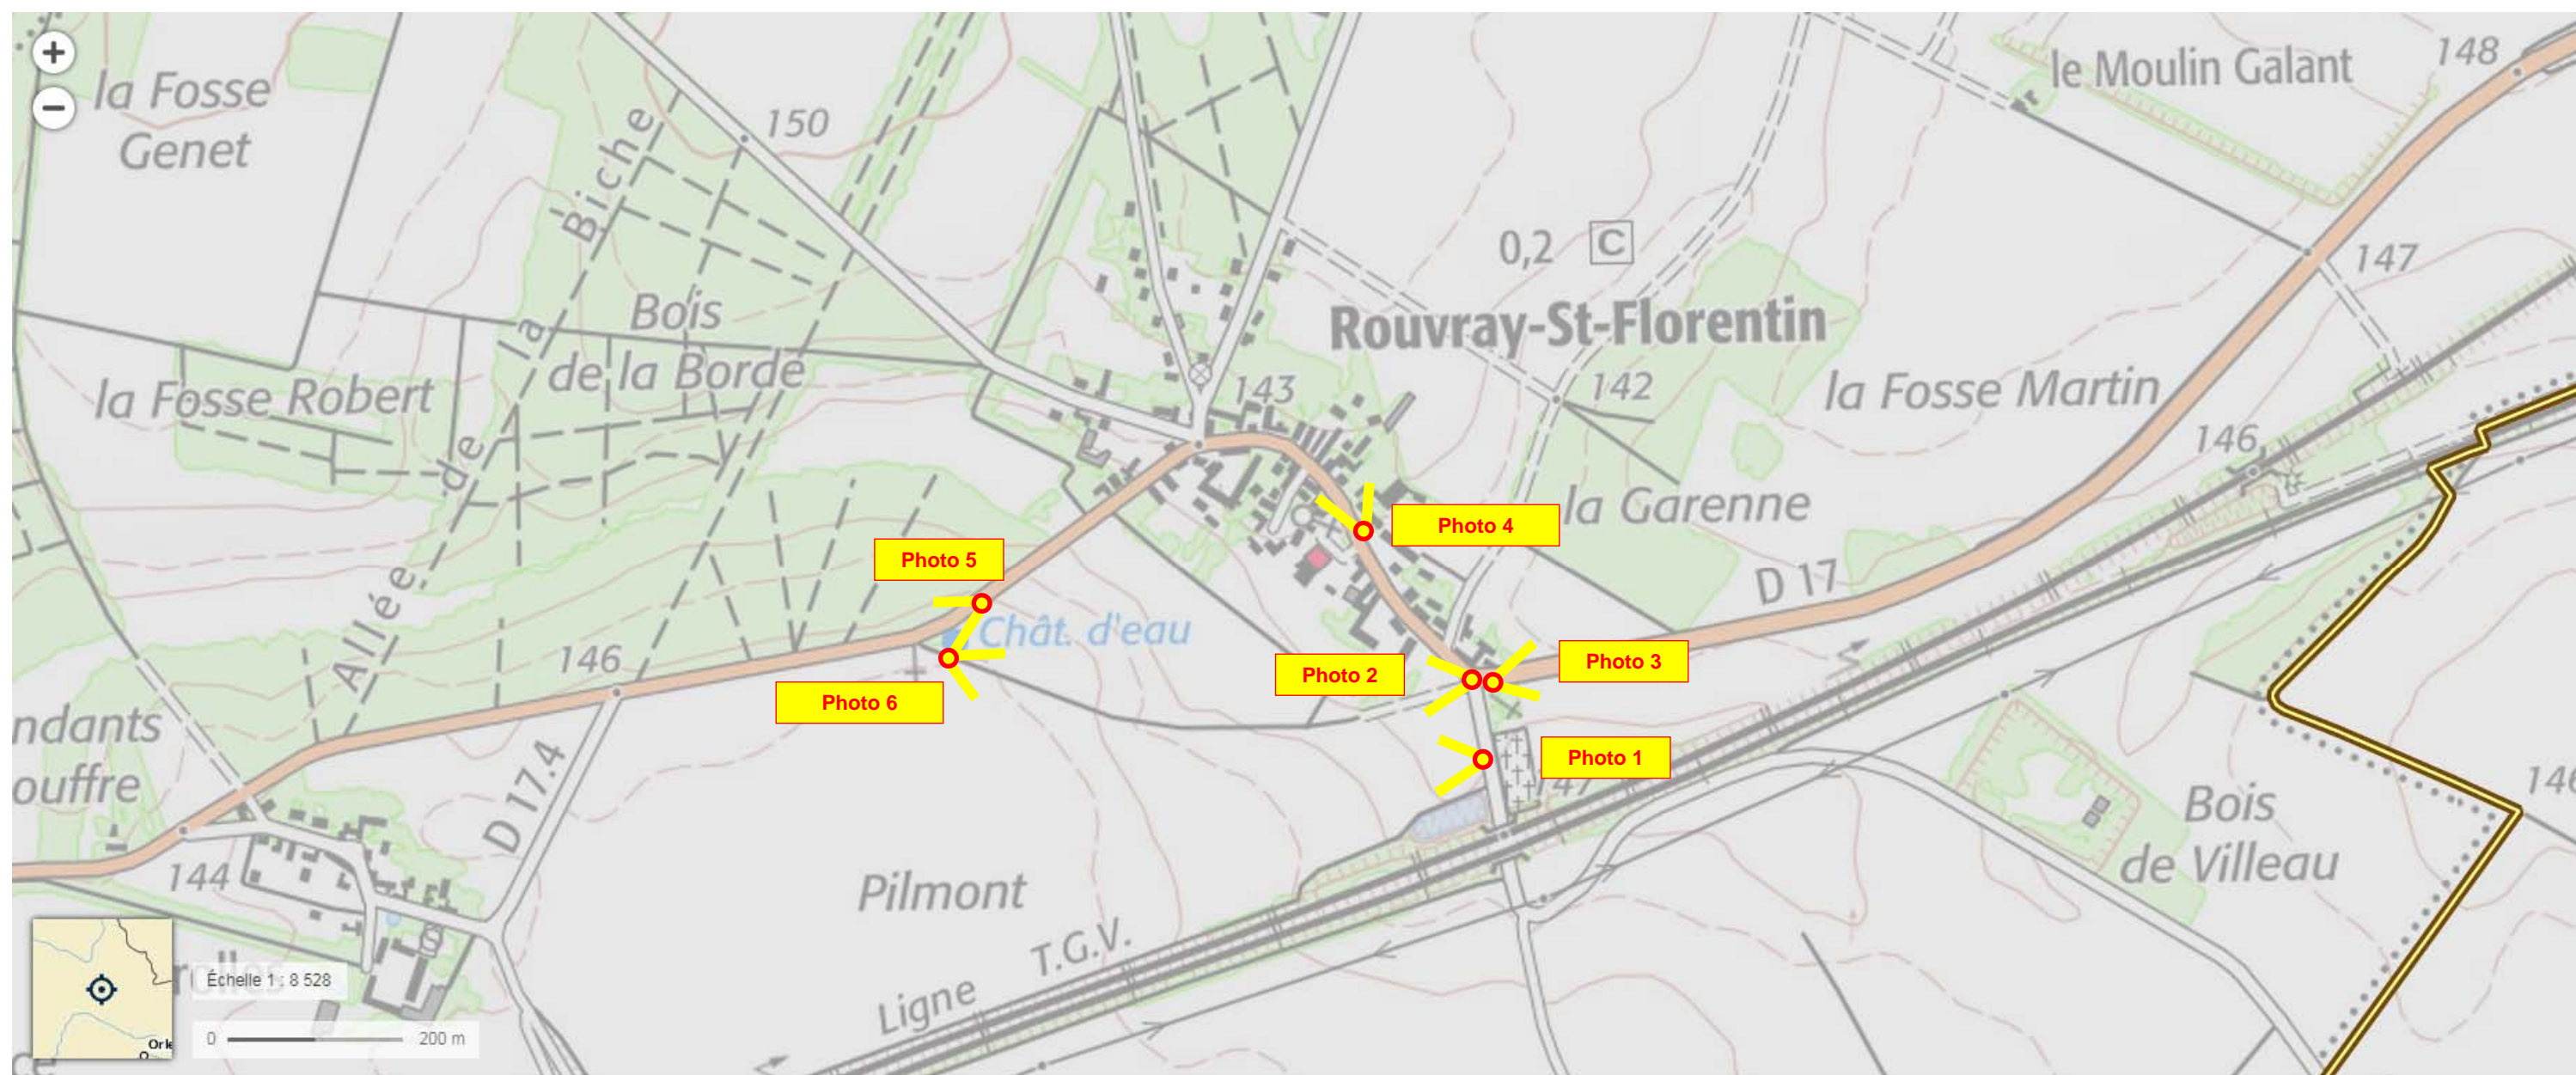 +
−
la Fosse
Genet
150
Allée de la Biche
Bois
de la Borde
la Fosse Robert
143
0,2 C
Rouvray-St-Florentin
142
le Moulin Galant
148
147
la Fosse Martin
146
la Garenne
D 17
Photo 4
Photo 5
Chât. d'eau
146
Photo 6
Photo 2
Photo 3
Photo 1
147
ndants
ouffre
D 17.4
144
Pilmont
Ligne T.G.V.
Bois
de Villeau
146
rolles
Échelle 1 : 8 528
0 200 m
Orle